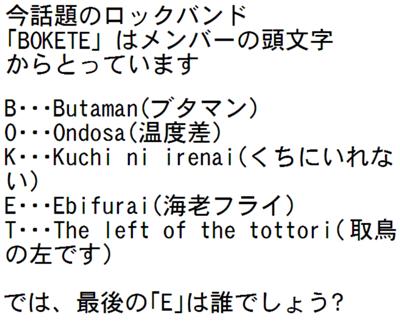 今話題のロックバンド
「BOKETE」はメンバーの頭文字
からとっています
B･･･Butaman(ブタマン)
O･･･Ondosa(温度差)
K･･･Kuchi ni irenai(くちにいれな
い)
E･･･Ebifurai(海老フライ)
T･･･The left of the tottori(取鳥
の左です)
では、最後の｢E｣は誰でしょう?